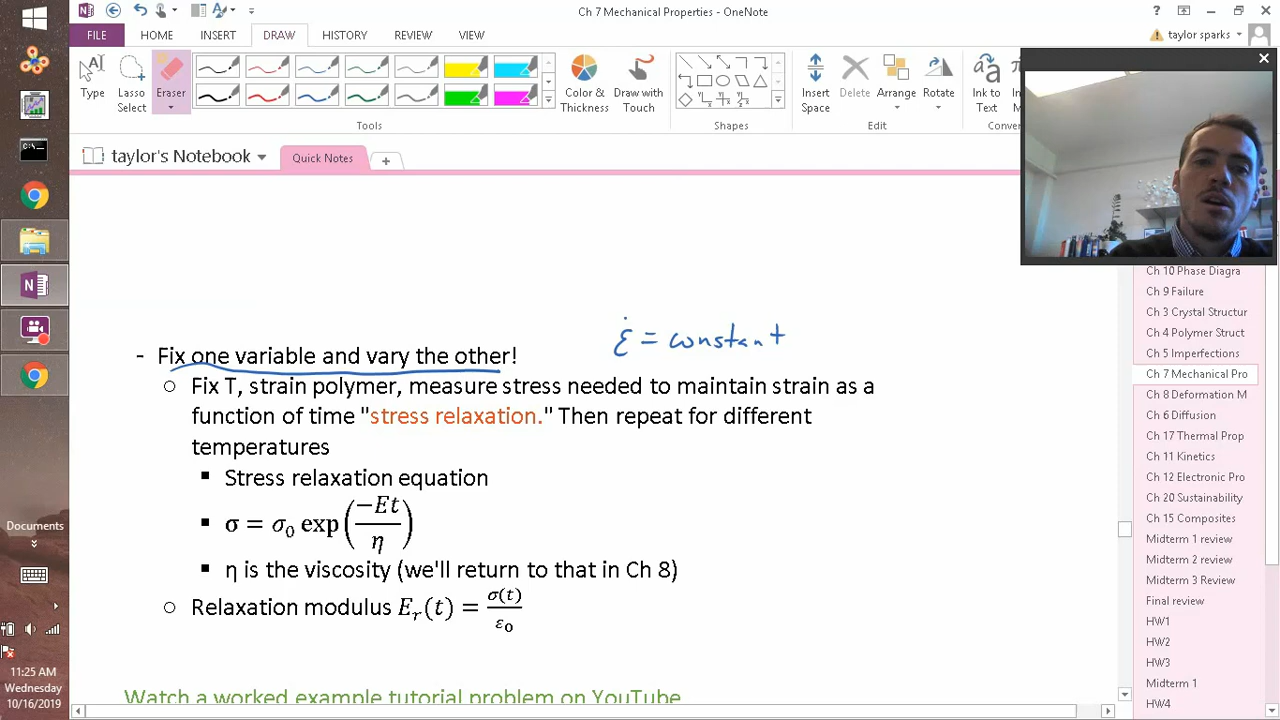 Ch 7 Mechanical Properties - OneNote
?
FILE HOME INSERT DRAW HISTORY REVIEW VIEW
taylor sparks
Type
Lasso
Select
Eraser
Color &
Thickness
Draw with
Touch
Insert
Space
Delete
Arrange
Rotate
Ink to
Text
Tools
Shapes
Edit
Conver
taylor's Notebook
Quick Notes
+
ε̇ = constant
- Fix one variable and vary the other!
○ Fix T, strain polymer, measure stress needed to maintain strain as a
function of time "stress relaxation." Then repeat for different
temperatures
▪ Stress relaxation equation
▪ σ = σ₀ exp(−Et/η)
▪ η is the viscosity (we'll return to that in Ch 8)
○ Relaxation modulus Eᵣ(t) = σ(t)/ε₀
Watch a worked example tutorial problem on YouTube
Ch 10 Phase Diagra
Ch 9 Failure
Ch 3 Crystal Structur
Ch 4 Polymer Struct
Ch 5 Imperfections
Ch 7 Mechanical Pro
Ch 8 Deformation M
Ch 6 Diffusion
Ch 17 Thermal Prop
Ch 11 Kinetics
Ch 12 Electronic Pro
Ch 20 Sustainability
Ch 15 Composites
Midterm 1 review
Midterm 2 review
Midterm 3 Review
Final review
HW1
HW2
HW3
Midterm 1
HW4
Documents
11:25 AM
Wednesday
10/16/2019